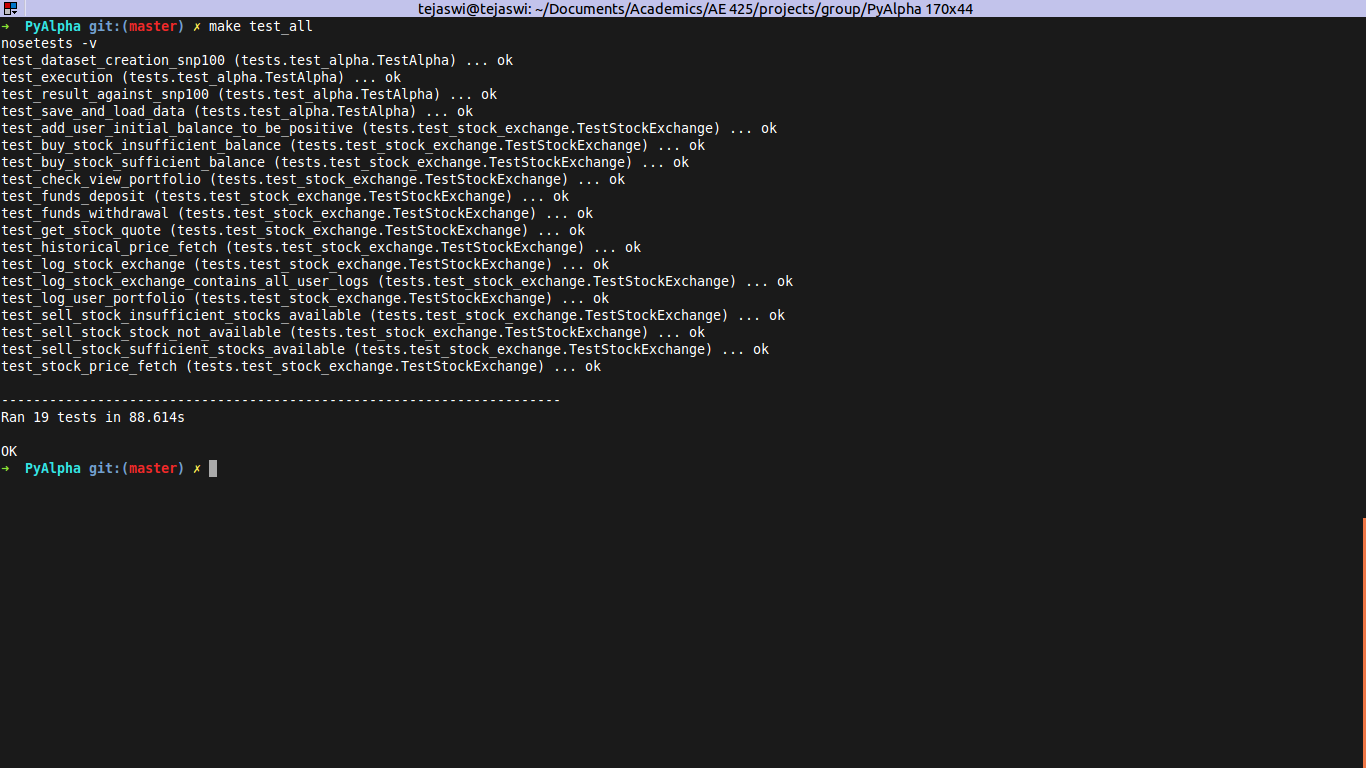 tejaswi@tejaswi: ~/Documents/Academics/AE 425/projects/group/PyAlpha 170x44
➜  PyAlpha git:(master) ✗ make test_all
nosetests -v
test_dataset_creation_snp100 (tests.test_alpha.TestAlpha) ... ok
test_execution (tests.test_alpha.TestAlpha) ... ok
test_result_against_snp100 (tests.test_alpha.TestAlpha) ... ok
test_save_and_load_data (tests.test_alpha.TestAlpha) ... ok
test_add_user_initial_balance_to_be_positive (tests.test_stock_exchange.TestStockExchange) ... ok
test_buy_stock_insufficient_balance (tests.test_stock_exchange.TestStockExchange) ... ok
test_buy_stock_sufficient_balance (tests.test_stock_exchange.TestStockExchange) ... ok
test_check_view_portfolio (tests.test_stock_exchange.TestStockExchange) ... ok
test_funds_deposit (tests.test_stock_exchange.TestStockExchange) ... ok
test_funds_withdrawal (tests.test_stock_exchange.TestStockExchange) ... ok
test_get_stock_quote (tests.test_stock_exchange.TestStockExchange) ... ok
test_historical_price_fetch (tests.test_stock_exchange.TestStockExchange) ... ok
test_log_stock_exchange (tests.test_stock_exchange.TestStockExchange) ... ok
test_log_stock_exchange_contains_all_user_logs (tests.test_stock_exchange.TestStockExchange) ... ok
test_log_user_portfolio (tests.test_stock_exchange.TestStockExchange) ... ok
test_sell_stock_insufficient_stocks_available (tests.test_stock_exchange.TestStockExchange) ... ok
test_sell_stock_stock_not_available (tests.test_stock_exchange.TestStockExchange) ... ok
test_sell_stock_sufficient_stocks_available (tests.test_stock_exchange.TestStockExchange) ... ok
test_stock_price_fetch (tests.test_stock_exchange.TestStockExchange) ... ok
----------------------------------------------------------------------
Ran 19 tests in 88.614s
OK
➜  PyAlpha git:(master) ✗